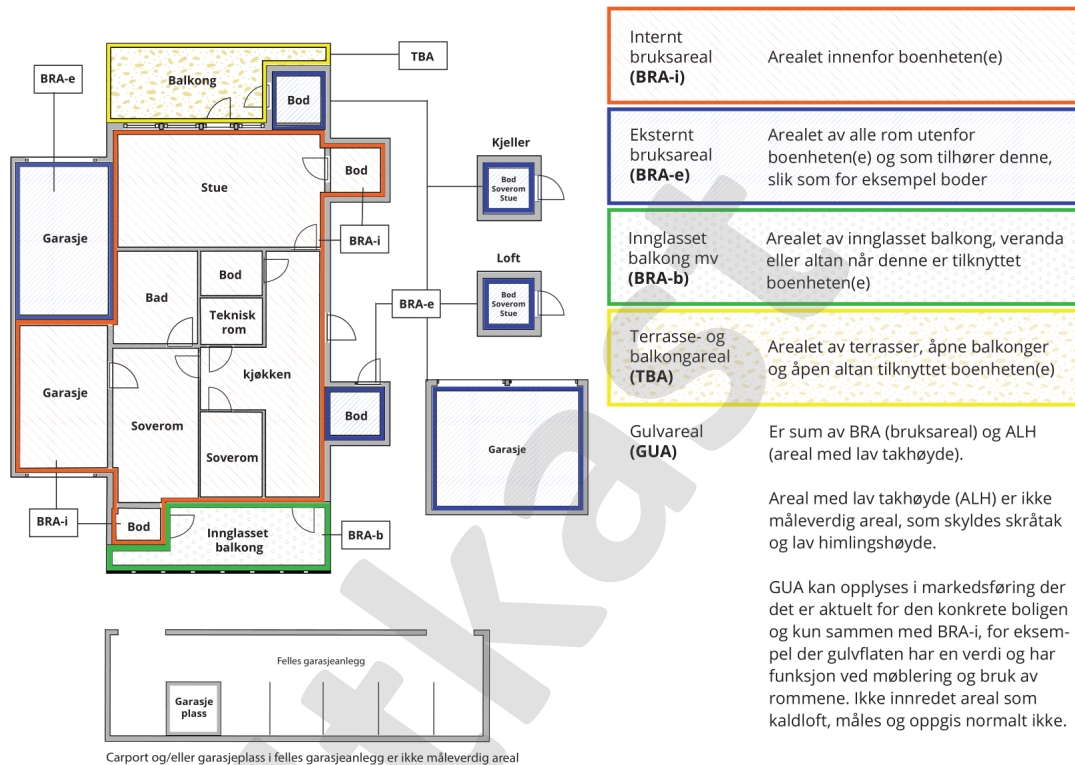 TBA
BRA-e
Balkong
Bod
Kjeller
Bod
Soverom
Stue
Stue
Bod
Garasje
BRA-i
Loft
Bod
Soverom
Stue
Bod
Bad
BRA-e
Teknisk
rom
kjøkken
Garasje
Bod
Soverom
Garasje
Soverom
BRA-i
Bod
Innglasset
balkong
BRA-b
Felles garasjeanlegg
Garasje
plass
Carport og/eller garasjeplass i felles garasjeanlegg er ikke måleverdig areal
Internt
bruksareal
(BRA-i)
Arealet innenfor boenheten(e)
Eksternt
bruksareal
(BRA-e)
Arealet av alle rom utenfor
boenheten(e) og som tilhører denne,
slik som for eksempel boder
Innglasset
balkong mv
(BRA-b)
Arealet av innglasset balkong, veranda
eller altan når denne er tilknyttet
boenheten(e)
Terrasse- og
balkongareal
(TBA)
Arealet av terrasser, åpne balkonger
og åpen altan tilknyttet boenheten(e)
Gulvareal
(GUA)
Er sum av BRA (bruksareal) og ALH
(areal med lav takhøyde).
Areal med lav takhøyde (ALH) er ikke
måleverdig areal, som skyldes skråtak
og lav himlingshøyde.
GUA kan opplyses i markedsføring der
det er aktuelt for den konkrete boligen
og kun sammen med BRA-i, for eksem-
pel der gulvflaten har en verdi og har
funksjon ved møblering og bruk av
rommene. Ikke innredet areal som
kaldloft, måles og oppgis normalt ikke.